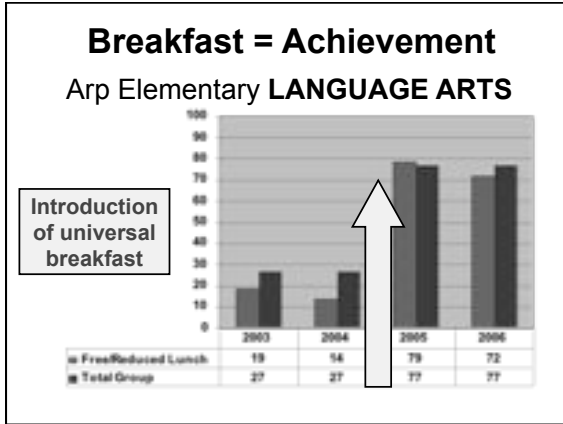 Breakfast = Achievement
Arp Elementary LANGUAGE ARTS
100
90
80
70
60
50
40
30
20
10
0
Introduction
of universal
breakfast
2003 2004 2005 2006
Free/Reduced Lunch 19 14 79 72
Total Group 27 27 77 77